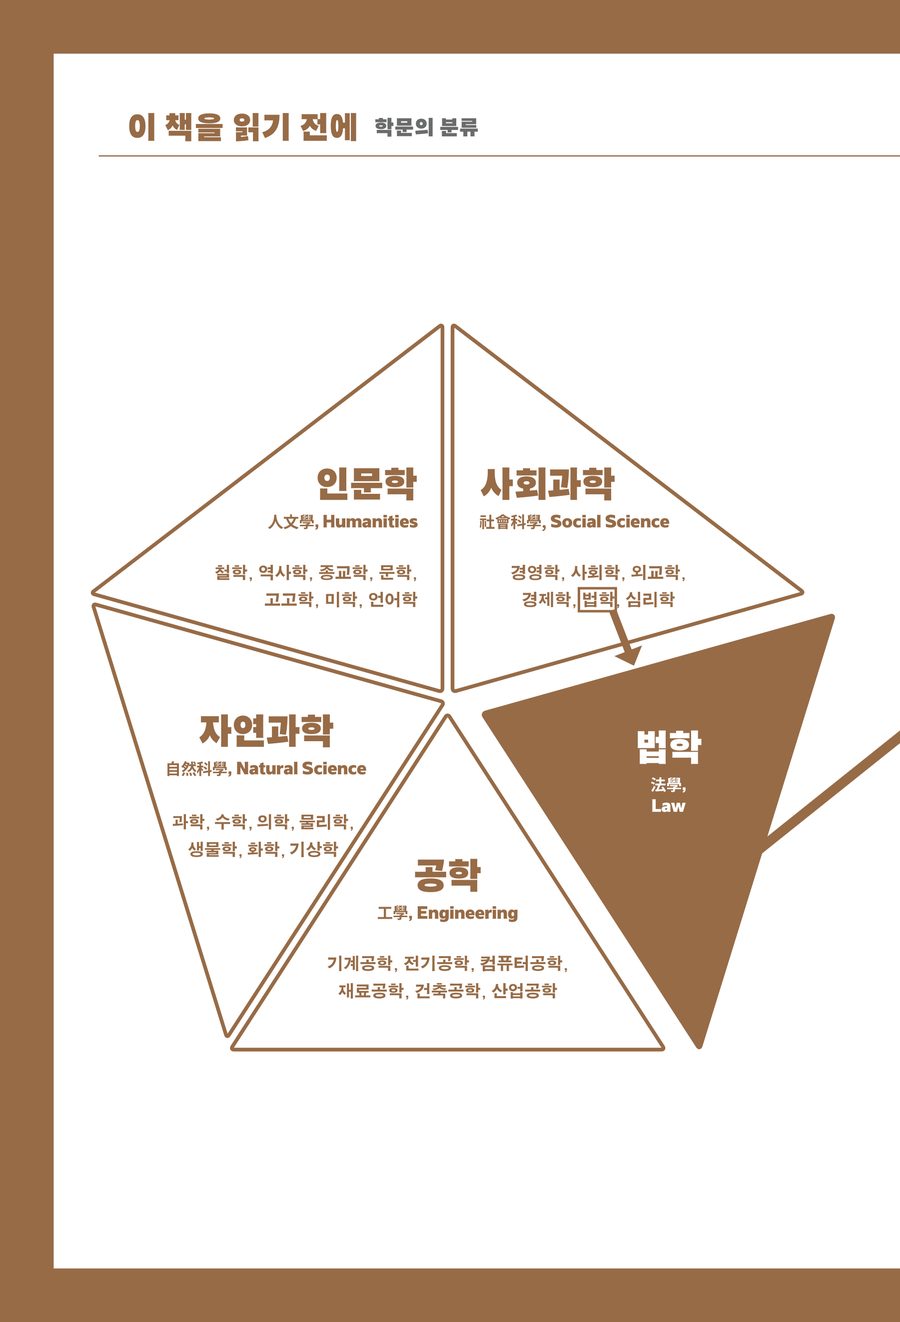 이 책을 읽기 전에 학문의 분류
인문학
人文學, Humanities
철학, 역사학, 종교학, 문학,
고고학, 미학, 언어학
사회과학
社會科學, Social Science
경영학, 사회학, 외교학,
경제학, 법학, 심리학
자연과학
自然科學, Natural Science
과학, 수학, 의학, 물리학,
생물학, 화학, 기상학
법학
法學,
Law
공학
工學, Engineering
기계공학, 전기공학, 컴퓨터공학,
재료공학, 건축공학, 산업공학